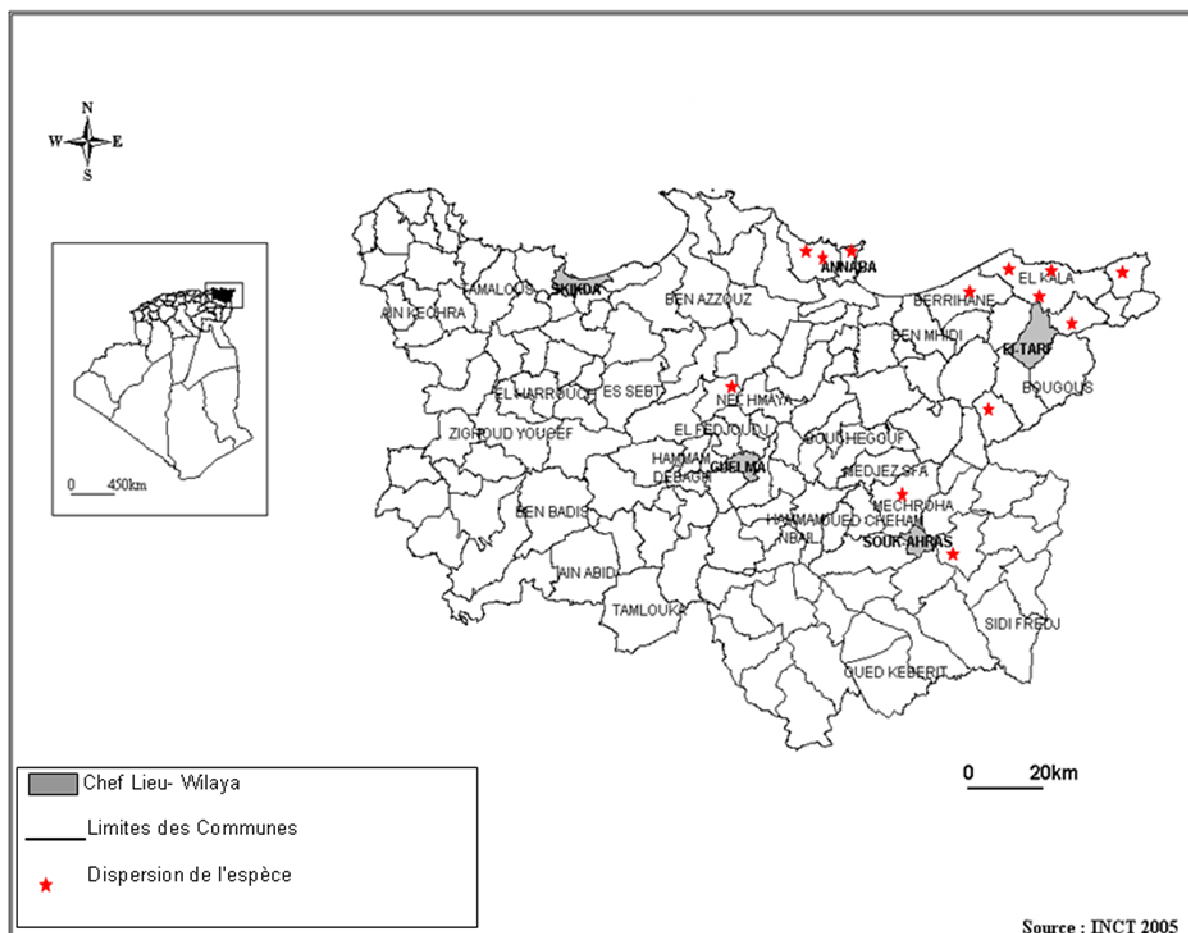 N
W E
S
0 450km
TAMALOUS
SKIKDA
AIN KECHRA
BEN AZZOUZ
ANNABA
EL KALA
BERRIHANE
BEN MHIDI
El-TARF
BOUGOUS
EL HARROUCH
ES SEBT
NECHMAYA
ZIGHOUD YOUCEF
EL FEDJOUDJ
BOUCHEGOUF
HAMMAM
DEBAGH
GUELMA
MEDJEZ SFA
MECHROHA
BEN BADIS
HAMMAM
NBAIL
OUED CHEHAM
SOUK-AHRAS
AIN ABID
TAMLOUKA
SIDI FREDJ
OUED KEBERIT
0 20km
Chef Lieu- Wilaya
Limites des Communes
Dispersion de l'espèce
Source : INCT 2005